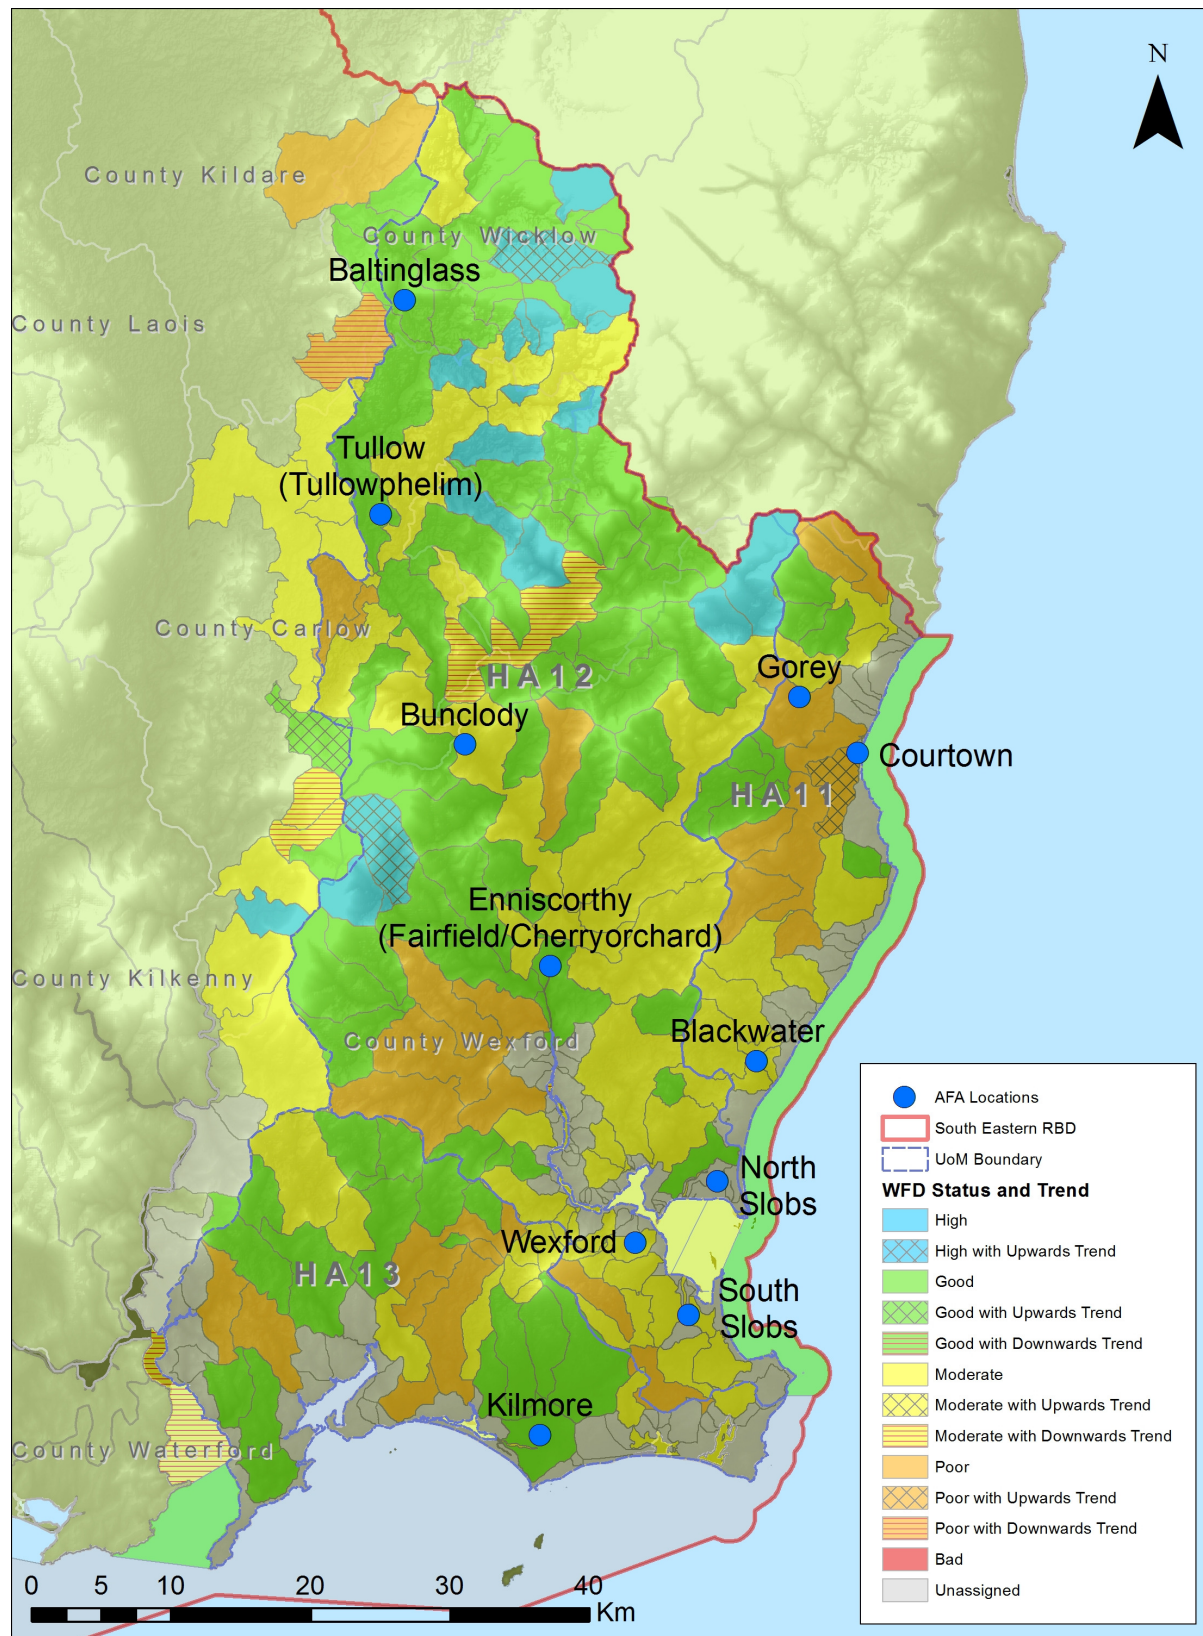 N
County Kildare
County Wicklow
Baltinglass
County Laois
Tullow
(Tullowphelim)
County Carlow
HA12
Gorey
Bunclody
Courtown
HA11
Enniscorthy
(Fairfield/Cherryorchard)
County Kilkenny
Blackwater
County Wexford
North
Slobs
Wexford
HA13
South
Slobs
Kilmore
County Waterford
0 5 10 20 30 40
Km
AFA Locations
South Eastern RBD
UoM Boundary
WFD Status and Trend
High
High with Upwards Trend
Good
Good with Upwards Trend
Good with Downwards Trend
Moderate
Moderate with Upwards Trend
Moderate with Downwards Trend
Poor
Poor with Upwards Trend
Poor with Downwards Trend
Bad
Unassigned